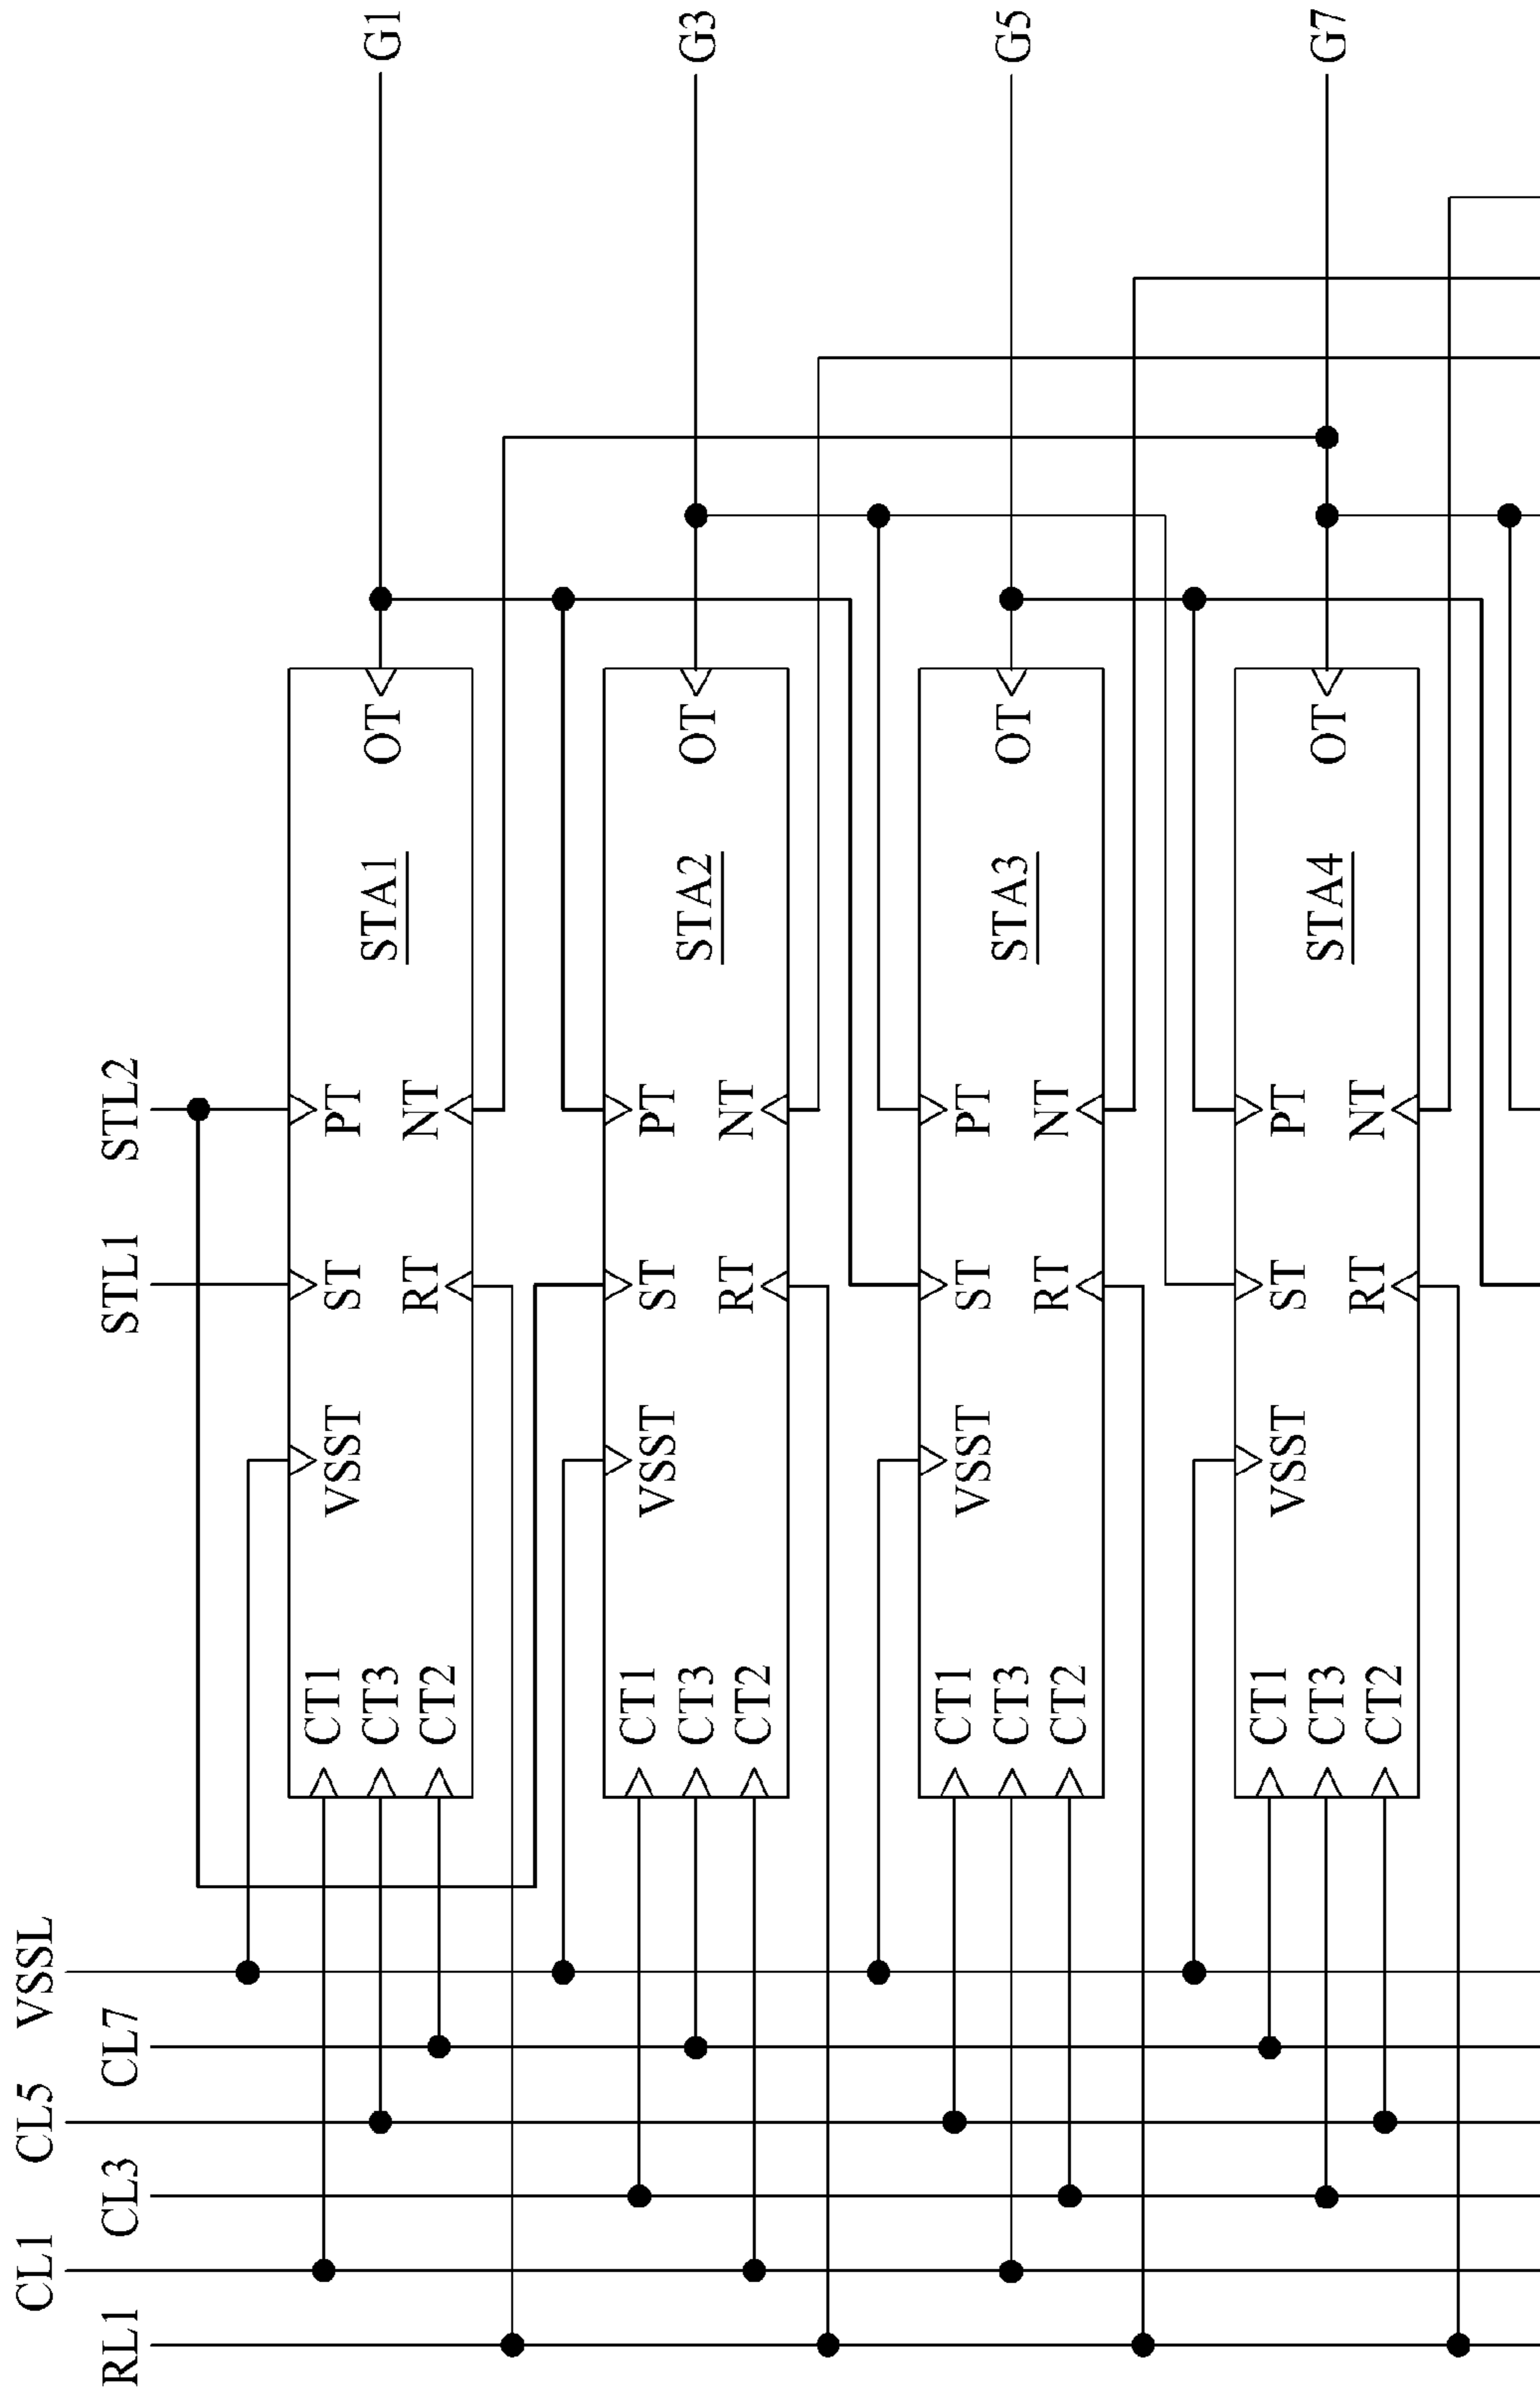 RL1
CL1
CL3
CL5
CL7
VSSL
STL1
STL2
CT1
CT3
CT2
VSST
ST
RT
PT
NT
STA1
OT
G1
CT1
CT3
CT2
VSST
ST
RT
PT
NT
STA2
OT
G3
CT1
CT3
CT2
VSST
ST
RT
PT
NT
STA3
OT
G5
CT1
CT3
CT2
VSST
ST
RT
PT
NT
STA4
OT
G7